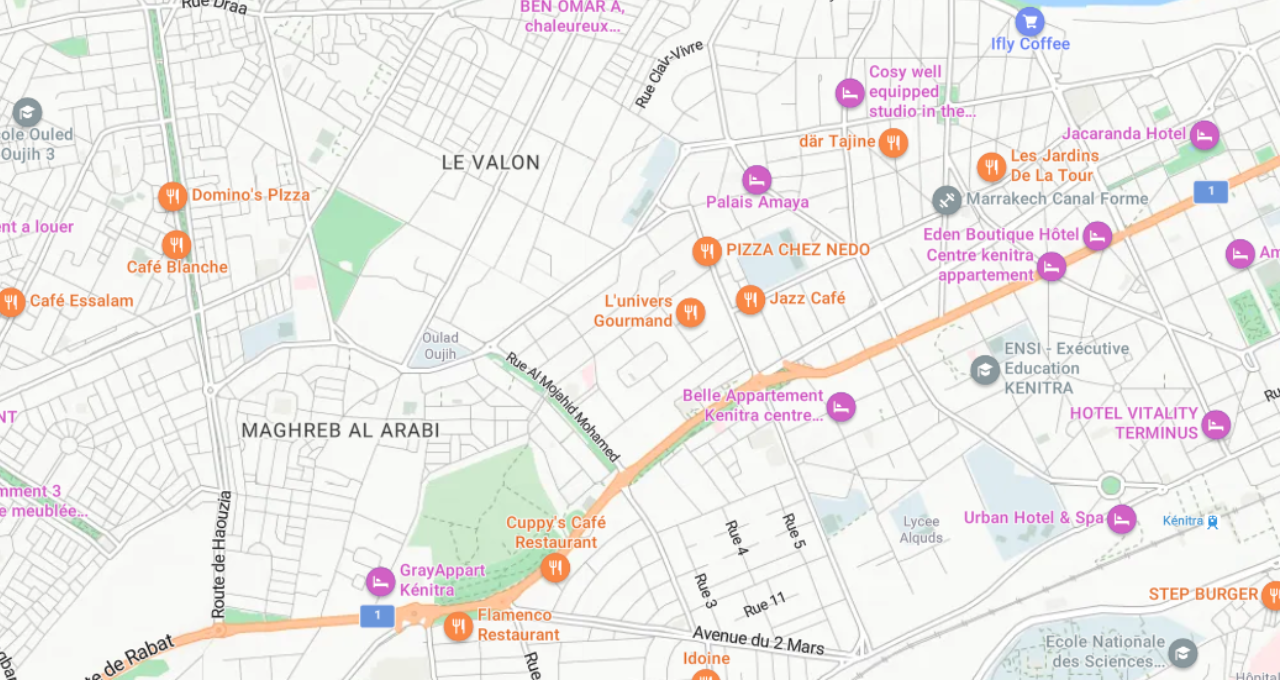 Rue Draa
BEN OMAR A,
chaleureux...
Ifly Coffee
Rue Clair-Vivre
Cosy well
equipped
studio in the...
där Tajine
Jacaranda Hotel
ole Ouled
Oujih 3
LE VALON
Les Jardins
De La Tour
1
Domino's PIzza
Palais Amaya
Marrakech Canal Forme
nt a louer
Café Blanche
PIZZA CHEZ NEDO
Eden Boutique Hôtel
Centre kenitra
appartement
Am
Café Essalam
L'univers
Gourmand
Jazz Café
Oulad
Oujih
Rue Al Mojahid Mohamed
ENSI - Exécutive
Education
KENITRA
Belle Appartement
Kenitra centre...
Ru
NT
MAGHREB AL ARABI
HOTEL VITALITY
TERMINUS
mment 3
e meublée...
Route de Haouzia
Cuppy's Café
Restaurant
Rue 4
Rue 5
Lycee
Alquds
Urban Hotel & Spa
Kénitra
GrayAppart
Kénitra
1
Rue 3
Rue 11
STEP BURGER
Flamenco
Restaurant
te de Rabat
Avenue du 2 Mars
Rue
Idoine
Ecole Nationale
des Sciences...
gbar
Hôpital